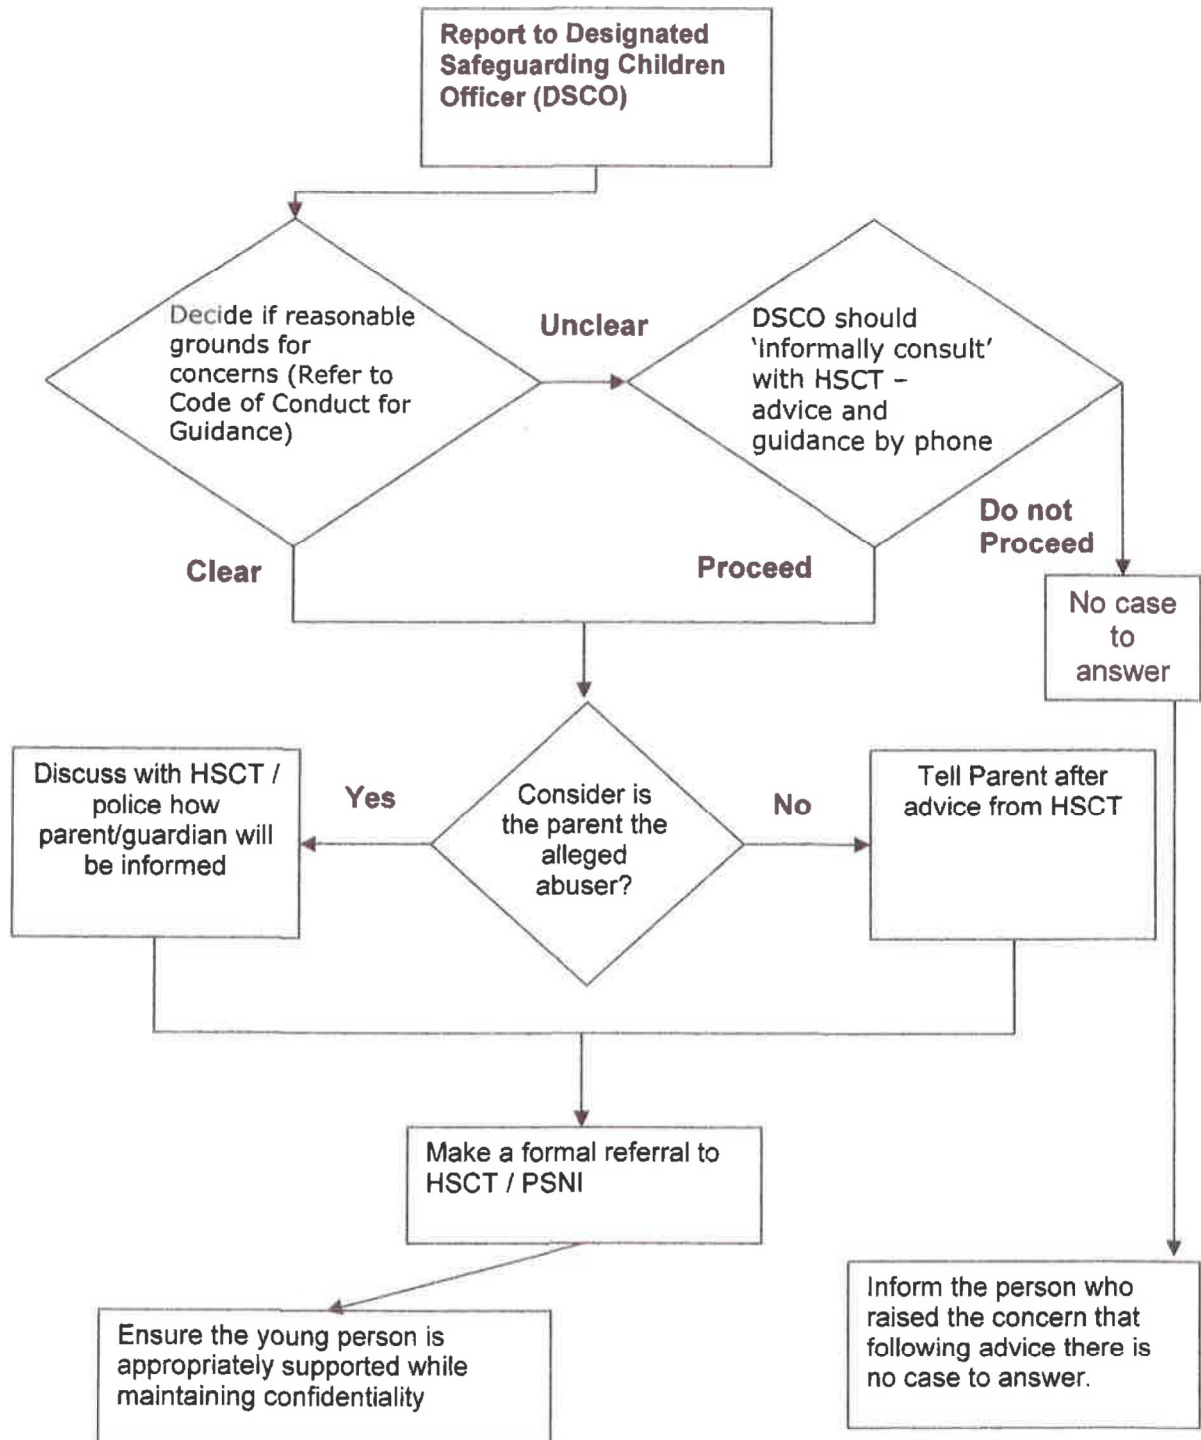 Report to Designated
Safeguarding Children
Officer (DSCO)
Decide if reasonable
grounds for
concerns (Refer to
Code of Conduct for
Guidance)
Unclear
DSCO should
'informally consult'
with HSCT –
advice and
guidance by phone
Clear
Proceed
Do not
Proceed
No case
to
answer
Discuss with HSCT /
police how
parent/guardian will
be informed
Yes
Consider is
the parent the
alleged
abuser?
No
Tell Parent after
advice from HSCT
Make a formal referral to
HSCT / PSNI
Ensure the young person is
appropriately supported while
maintaining confidentiality
Inform the person who
raised the concern that
following advice there is
no case to answer.